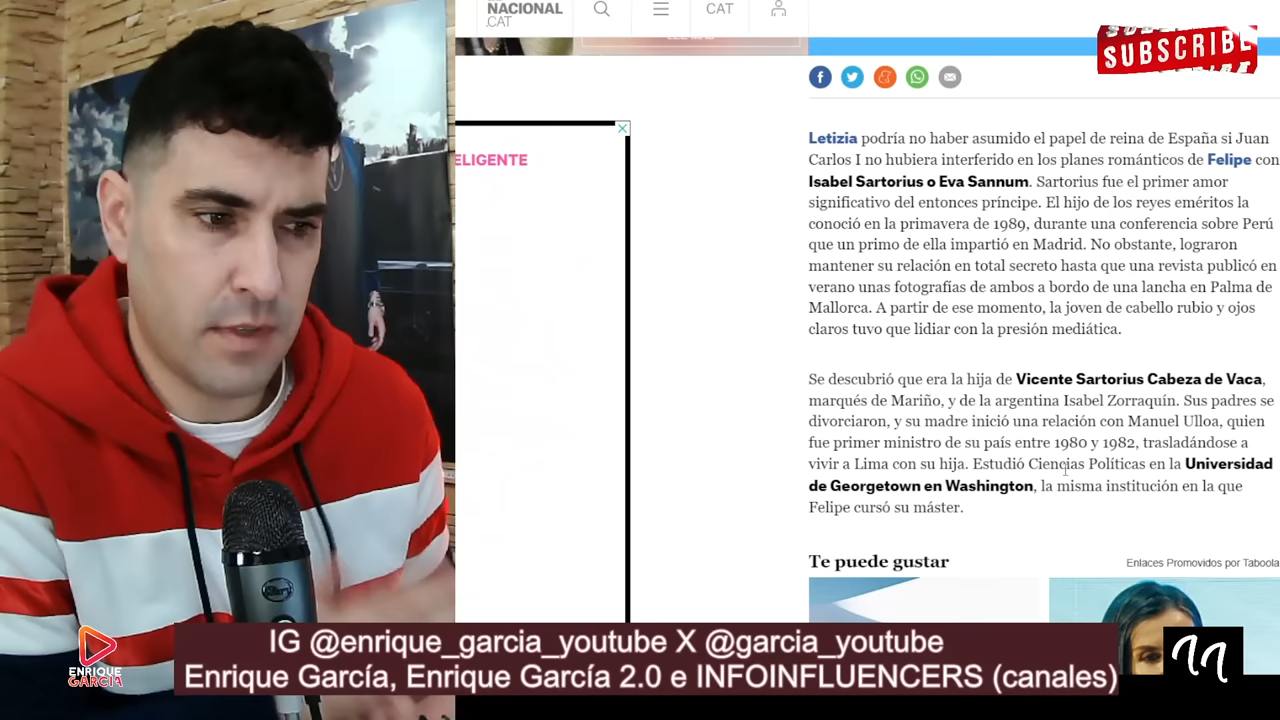 NACIONAL
.CAT
CAT
SUBSCRIBE
ELIGENTE
Letizia podría no haber asumido el papel de reina de España si Juan
Carlos I no hubiera interferido en los planes románticos de Felipe con
Isabel Sartorius o Eva Sannum. Sartorius fue el primer amor
significativo del entonces príncipe. El hijo de los reyes eméritos la
conoció en la primavera de 1989, durante una conferencia sobre Perú
que un primo de ella impartió en Madrid. No obstante, lograron
mantener su relación en total secreto hasta que una revista publicó en
verano unas fotografías de ambos a bordo de una lancha en Palma de
Mallorca. A partir de ese momento, la joven de cabello rubio y ojos
claros tuvo que lidiar con la presión mediática.
Se descubrió que era la hija de Vicente Sartorius Cabeza de Vaca,
marqués de Mariño, y de la argentina Isabel Zorraquín. Sus padres se
divorciaron, y su madre inició una relación con Manuel Ulloa, quien
fue primer ministro de su país entre 1980 y 1982, trasladándose a
vivir a Lima con su hija. Estudió Ciencias Políticas en la Universidad
de Georgetown en Washington, la misma institución en la que
Felipe cursó su máster.
Te puede gustar
Enlaces Promovidos por Taboola
IG @enrique_garcia_youtube X @garcia_youtube
Enrique García, Enrique García 2.0 e INFOINFLUENCERS (canales)
ENRIQUE
GARCÍA